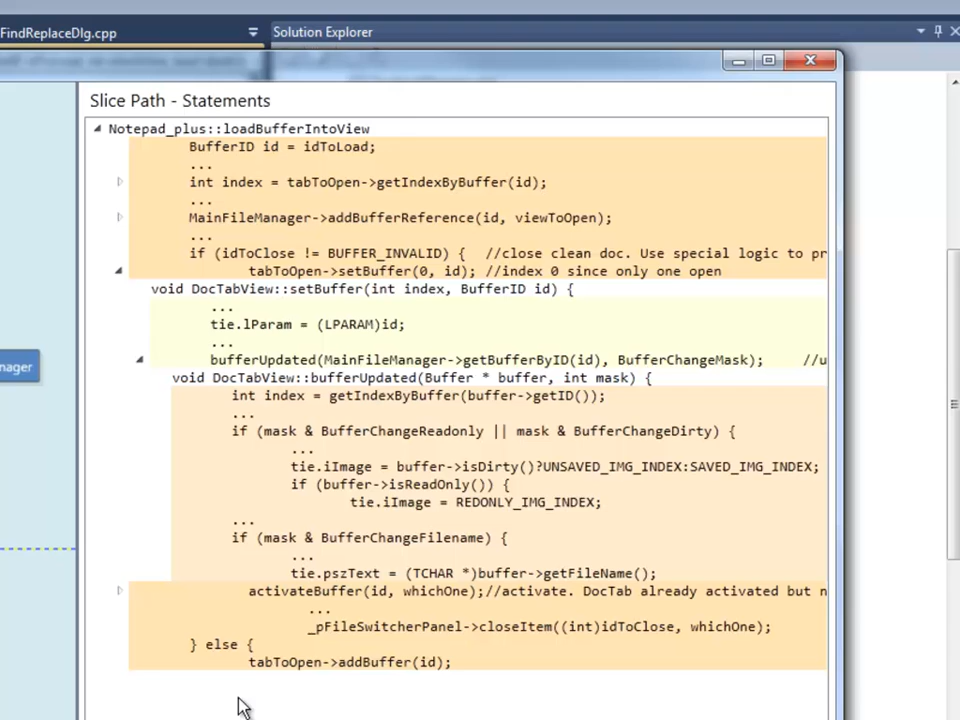 FindReplaceDlg.cpp
Solution Explorer
Slice Path - Statements
Notepad_plus::loadBufferIntoView
BufferID id = idToLoad;
...
int index = tabToOpen->getIndexByBuffer(id);
...
MainFileManager->addBufferReference(id, viewToOpen);
...
if (idToClose != BUFFER_INVALID) {  //close clean doc. Use special logic to pr
tabToOpen->setBuffer(0, id); //index 0 since only one open
void DocTabView::setBuffer(int index, BufferID id) {
...
tie.lParam = (LPARAM)id;
...
bufferUpdated(MainFileManager->getBufferByID(id), BufferChangeMask);    //u
void DocTabView::bufferUpdated(Buffer * buffer, int mask) {
int index = getIndexByBuffer(buffer->getID());
...
if (mask & BufferChangeReadonly || mask & BufferChangeDirty) {
...
tie.iImage = buffer->isDirty()?UNSAVED_IMG_INDEX:SAVED_IMG_INDEX;
if (buffer->isReadOnly()) {
tie.iImage = REDONLY_IMG_INDEX;
...
if (mask & BufferChangeFilename) {
...
tie.pszText = (TCHAR *)buffer->getFileName();
activateBuffer(id, whichOne);//activate. DocTab already activated but n
...
_pFileSwitcherPanel->closeItem((int)idToClose, whichOne);
} else {
tabToOpen->addBuffer(id);
nager